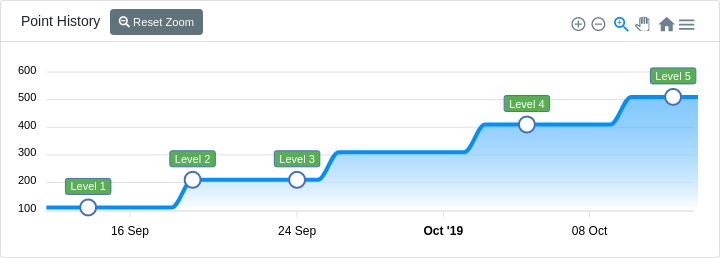 Point History
Reset Zoom
600
500
400
300
200
100
Level 1
Level 2
Level 3
Level 4
Level 5
16 Sep
24 Sep
Oct '19
08 Oct